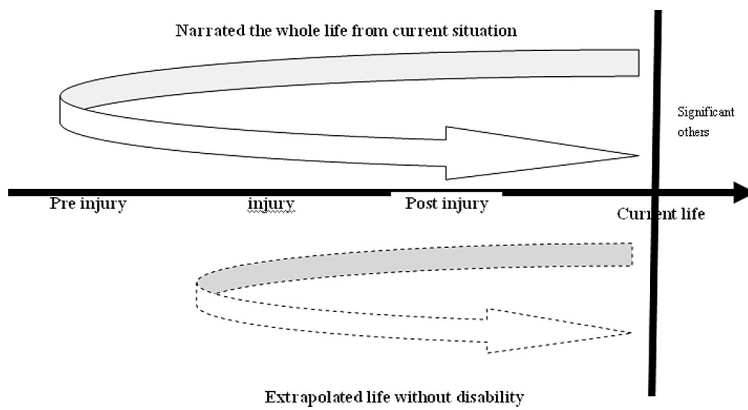 Narrated the whole life from current situation
Significant
others
Pre injury
injury
Post injury
Current life
Extrapolated life without disability